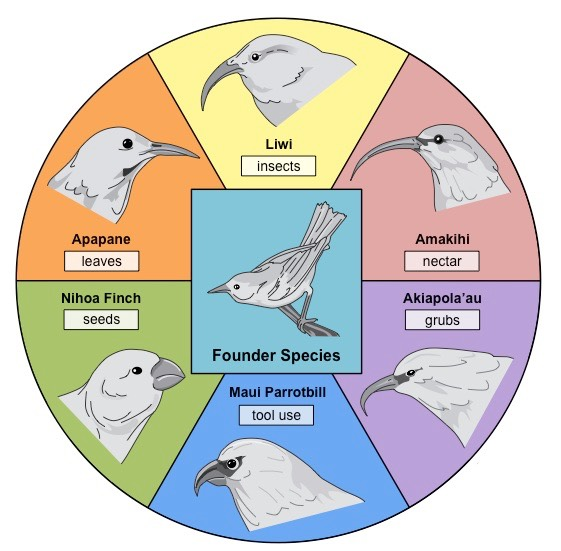 Liwi
insects
Apapane
leaves
Amakihi
nectar
Nihoa Finch
seeds
Akiapola'au
grubs
Founder Species
Maui Parrotbill
tool use